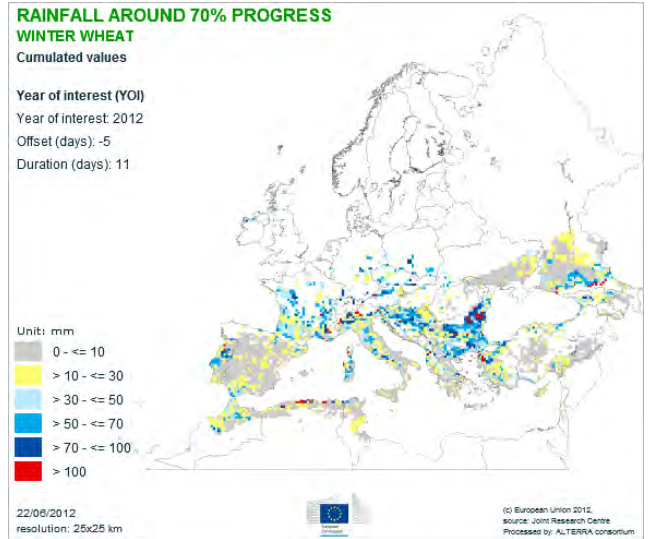 RAINFALL AROUND 70% PROGRESS
WINTER WHEAT
Cumulated values
Year of interest (YOI)
Year of interest: 2012
Offset (days): -5
Duration (days): 11
Unit: mm
0 - <= 10
> 10 - <= 30
> 30 - <= 50
> 50 - <= 70
> 70 - <= 100
> 100
22/06/2012
resolution: 25x25 km
European
Commission
(c) European Union 2012,
source: Joint Research Centre
Processed by: ALTERRA consortium